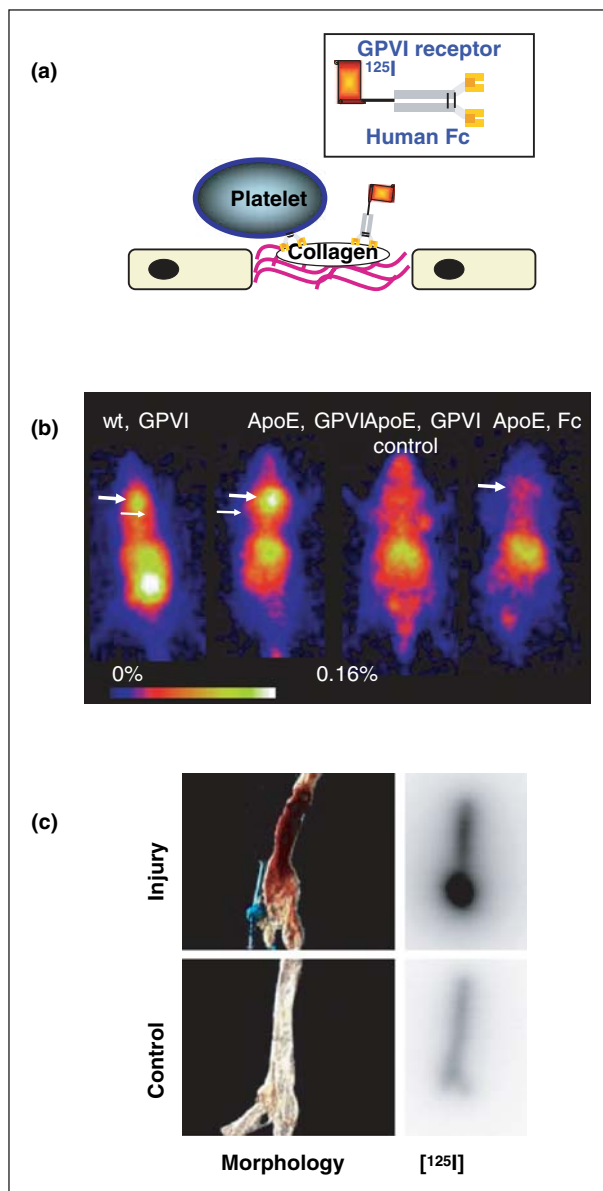 (a)
GPVI receptor
125I
Human Fc
Platelet
Collagen
(b)
wt, GPVI ApoE, GPVI ApoE, GPVI ApoE, Fc
control
0% 0.16%
(c)
Injury
Control
Morphology [125I]